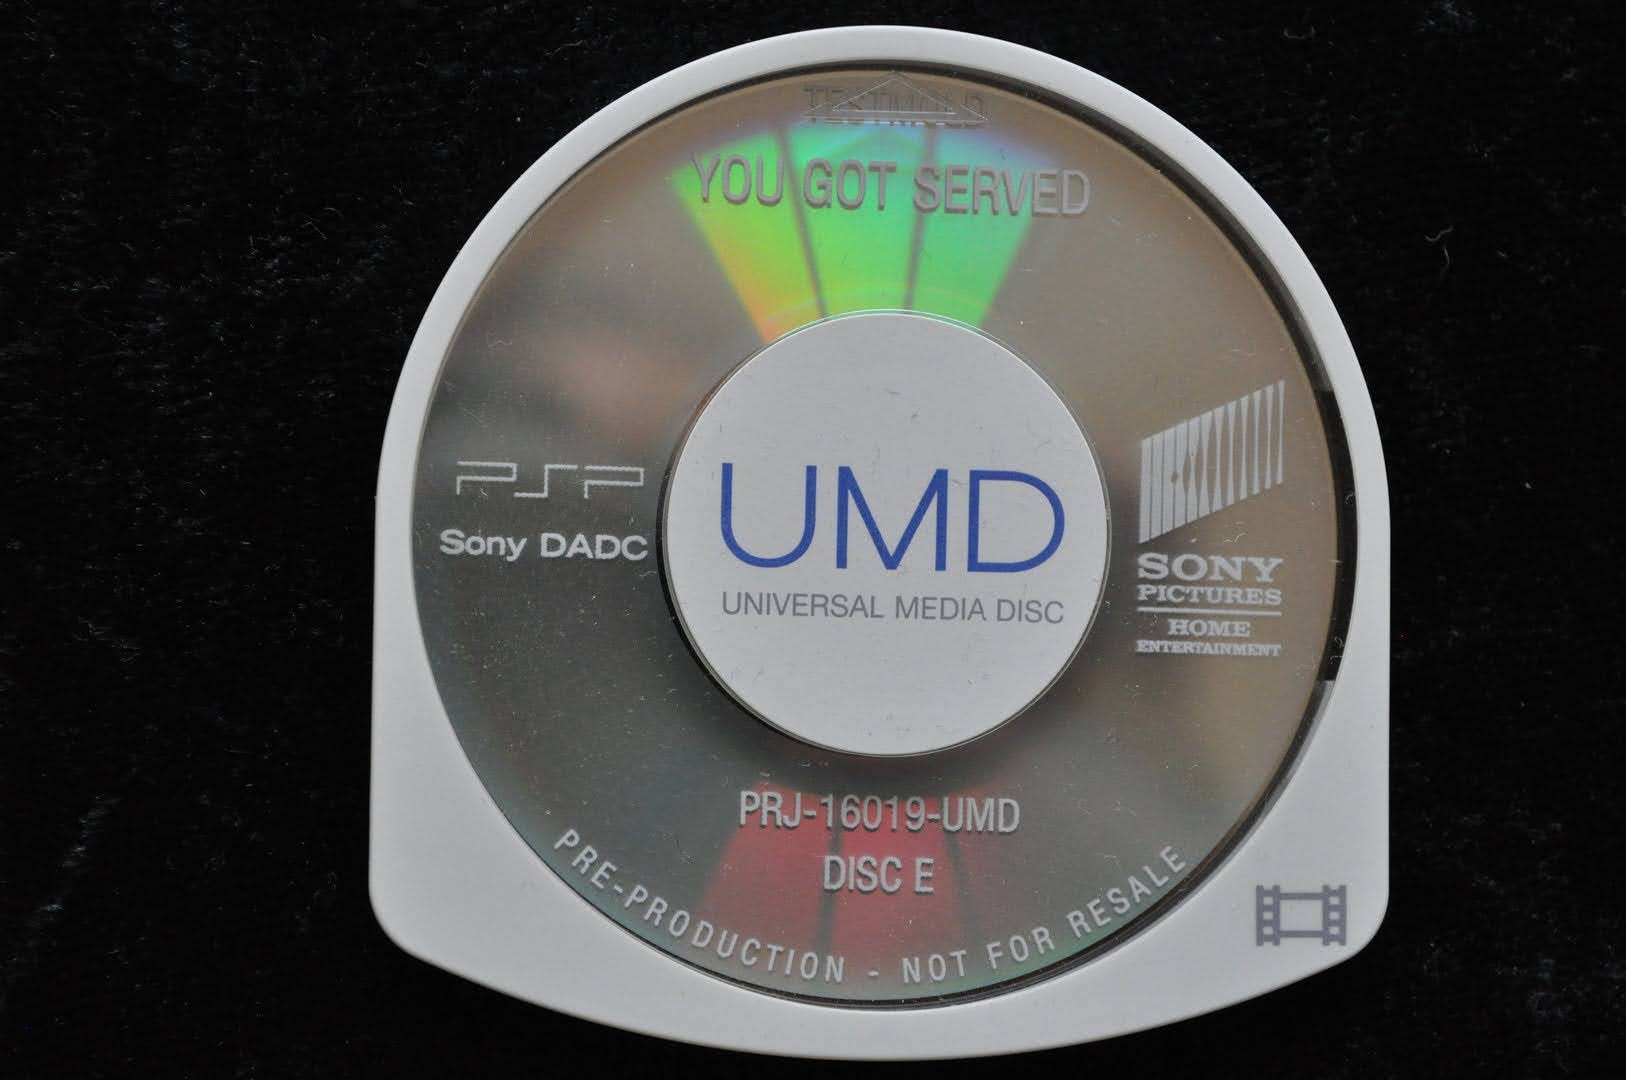 TESTMOLD
YOU GOT SERVED
PSP
Sony DADC
UMD
UNIVERSAL MEDIA DISC
SONY
PICTURES
HOME
ENTERTAINMENT
PRJ-16019-UMD
DISC E
PRE-PRODUCTION - NOT FOR RESALE